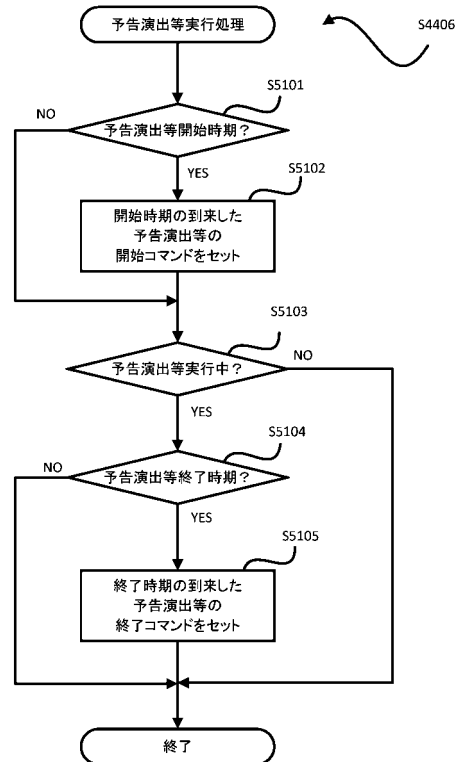 予告演出等実行処理
S4406
S5101
NO
予告演出等開始時期？
YES
S5102
開始時期の到来した
予告演出等の
開始コマンドをセット
S5103
予告演出等実行中？
NO
YES
S5104
NO
予告演出等終了時期？
YES
S5105
終了時期の到来した
予告演出等の
終了コマンドをセット
終了